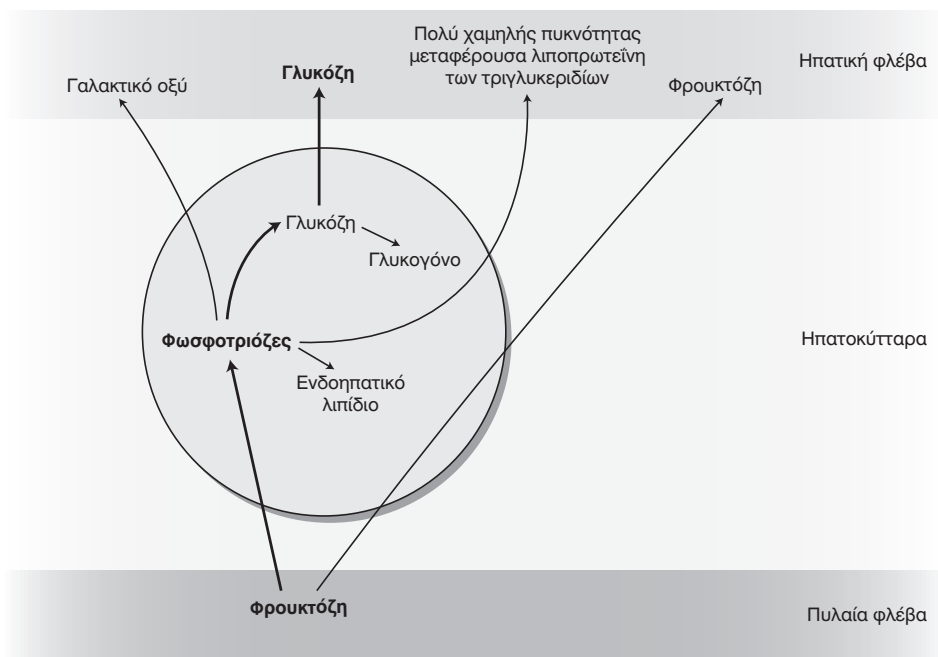 Πολύ χαμηλής πυκνότητας
μεταφέρουσα λιποπρωτεΐνη
των τριγλυκεριδίων
Ηπατική φλέβα
Γλυκόζη
Γαλακτικό οξύ
Φρουκτόζη
Γλυκόζη
Γλυκογόνο
Φωσφοτριόζες
Ηπατοκύτταρα
Ενδοηπατικό
λιπίδιο
Φρουκτόζη
Πυλαία φλέβα